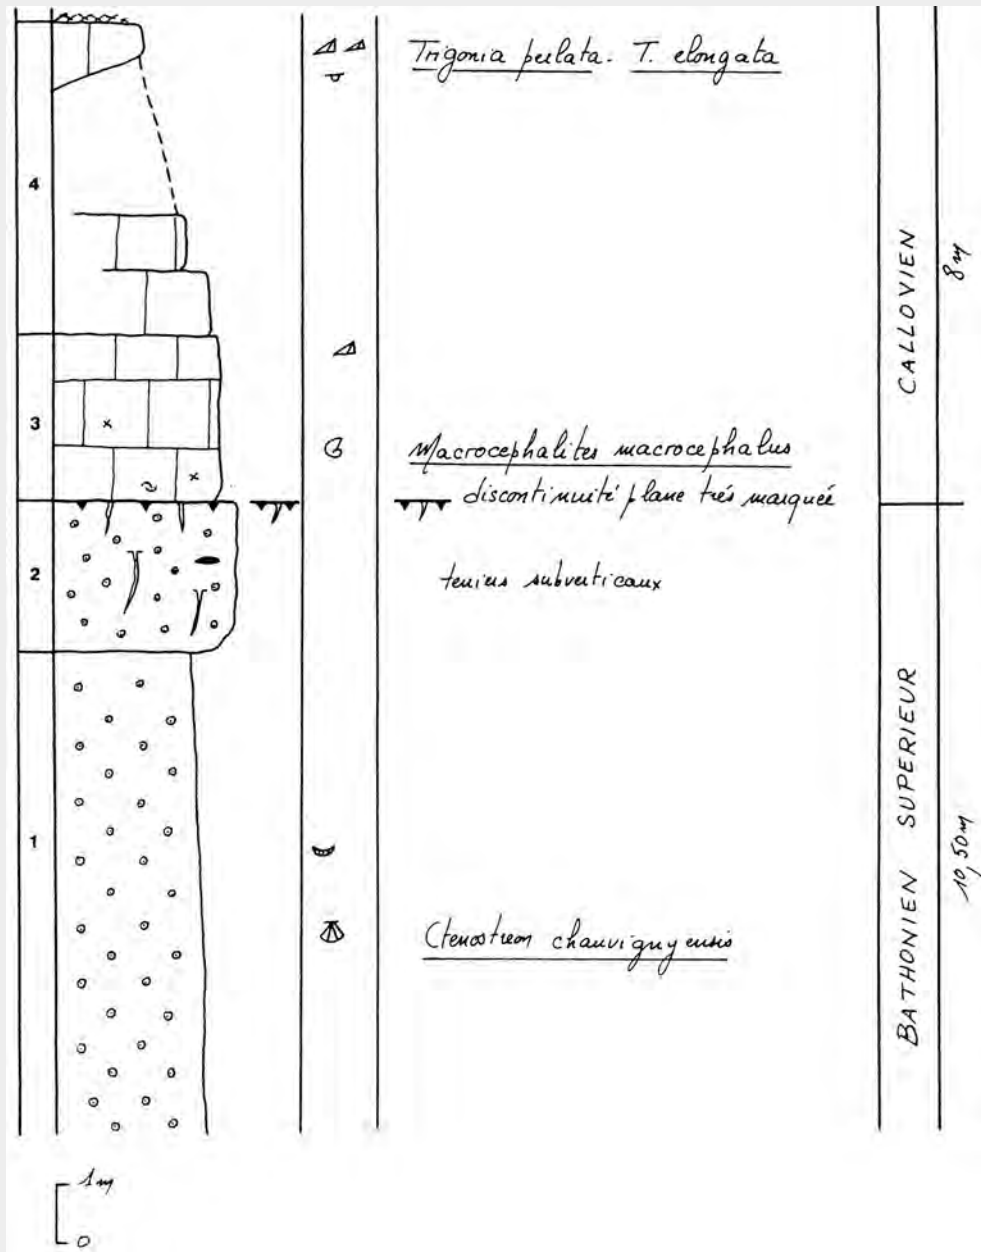 Trigonia perlata. T. elongata
4
CALLOVIEN
8m
3
Macrocephalites macrocephalus
discontinuité plane très marquée
2
terriers subverticaux
1
BATHONIEN SUPERIEUR
10,50m
Ctenostreon chauvignyensis
1m
0